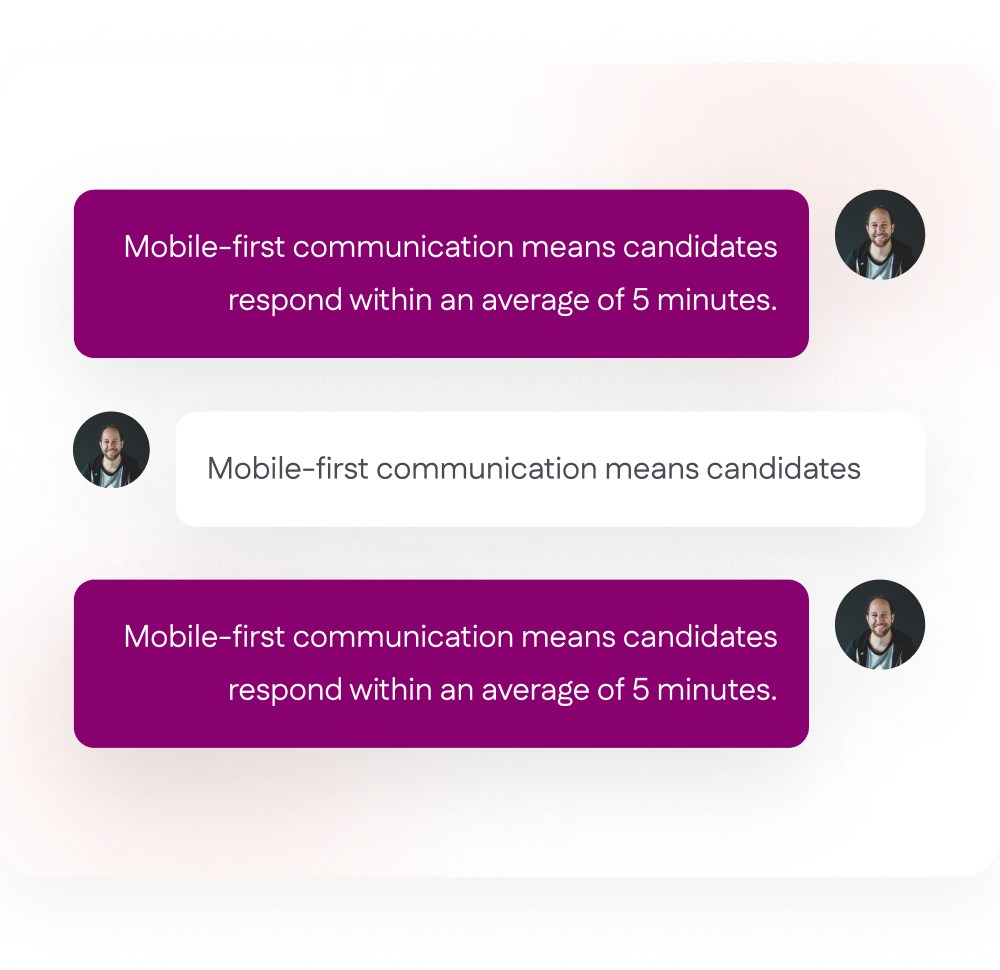 Mobile-first communication means candidates
respond within an average of 5 minutes.
Mobile-first communication means candidates
Mobile-first communication means candidates
respond within an average of 5 minutes.